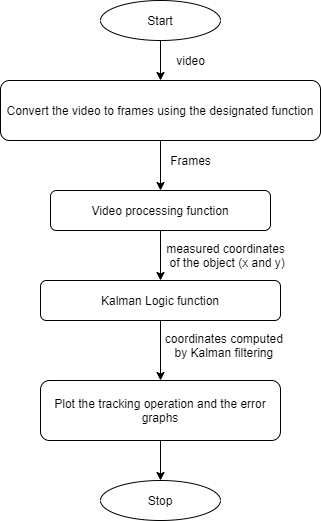 Start
video
Convert the video to frames using the designated function
Frames
Video processing function
measured coordinates
of the object (x and y)
Kalman Logic function
coordinates computed
by Kalman filtering
Plot the tracking operation and the error
graphs
Stop